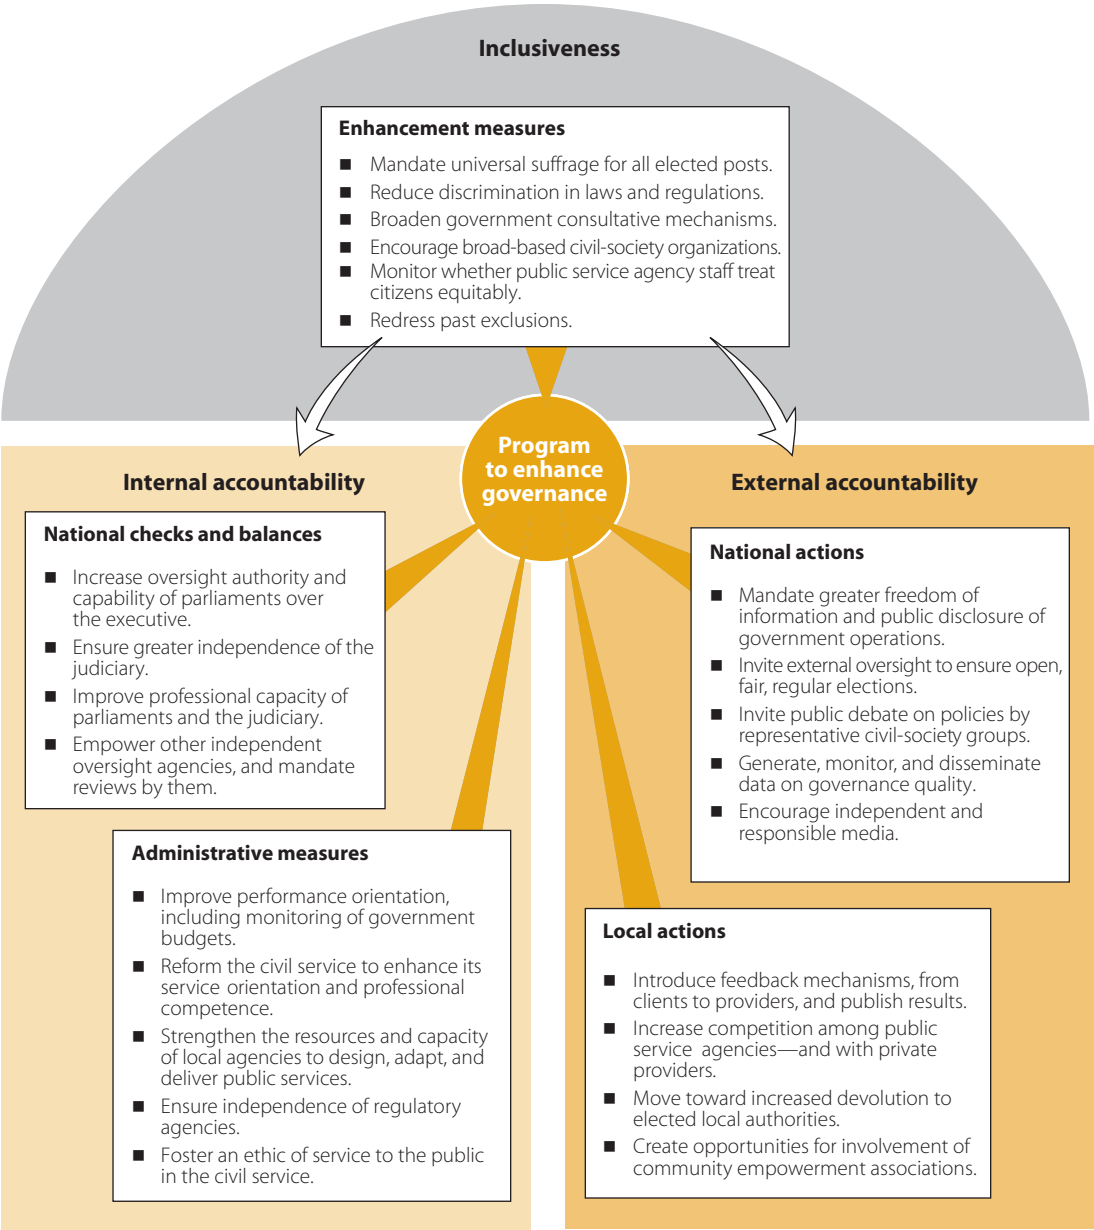 Inclusiveness
Enhancement measures
■ Mandate universal suffrage for all elected posts.
■ Reduce discrimination in laws and regulations.
■ Broaden government consultative mechanisms.
■ Encourage broad-based civil-society organizations.
■ Monitor whether public service agency staff treat
citizens equitably.
■ Redress past exclusions.
Program
to enhance
governance
Internal accountability
National checks and balances
■ Increase oversight authority and
capability of parliaments over
the executive.
■ Ensure greater independence of the
judiciary.
■ Improve professional capacity of
parliaments and the judiciary.
■ Empower other independent
oversight agencies, and mandate
reviews by them.
Administrative measures
■ Improve performance orientation,
including monitoring of government
budgets.
■ Reform the civil service to enhance its
service orientation and professional
competence.
■ Strengthen the resources and capacity
of local agencies to design, adapt, and
deliver public services.
■ Ensure independence of regulatory
agencies.
■ Foster an ethic of service to the public
in the civil service.
External accountability
National actions
■ Mandate greater freedom of
information and public disclosure of
government operations.
■ Invite external oversight to ensure open,
fair, regular elections.
■ Invite public debate on policies by
representative civil-society groups.
■ Generate, monitor, and disseminate
data on governance quality.
■ Encourage independent and
responsible media.
Local actions
■ Introduce feedback mechanisms, from
clients to providers, and publish results.
■ Increase competition among public
service agencies—and with private
providers.
■ Move toward increased devolution to
elected local authorities.
■ Create opportunities for involvement of
community empowerment associations.